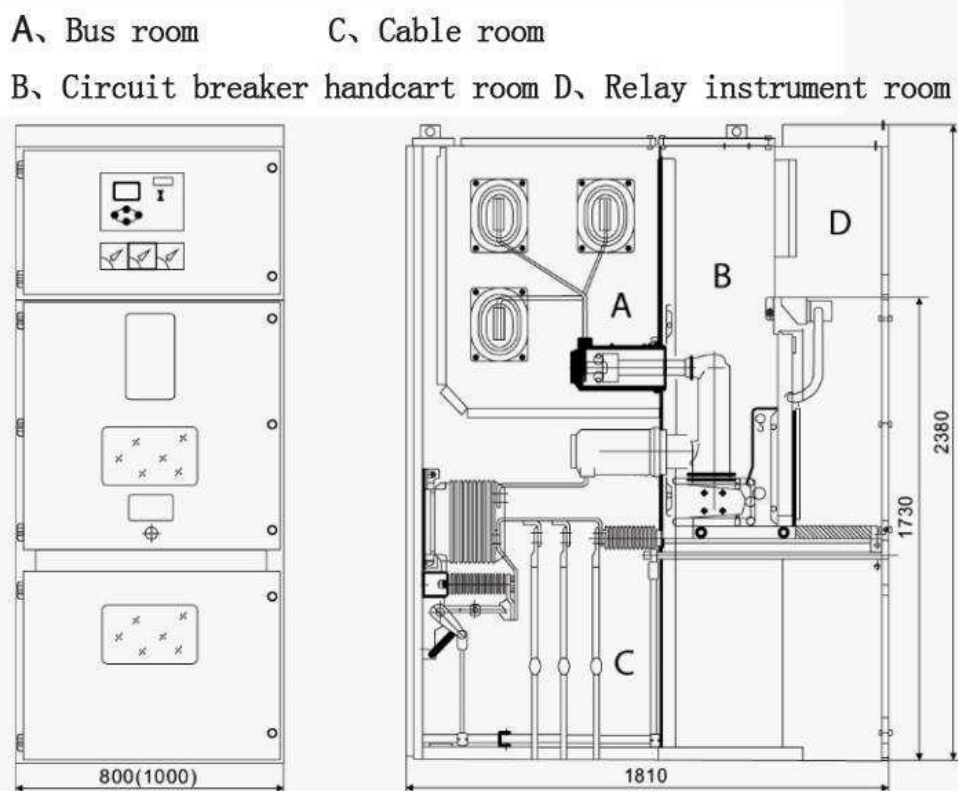 A、Bus room C、Cable room
B、Circuit breaker handcart room D、Relay instrument room
D
B
A
2380
1730
C
800(1000)
1810